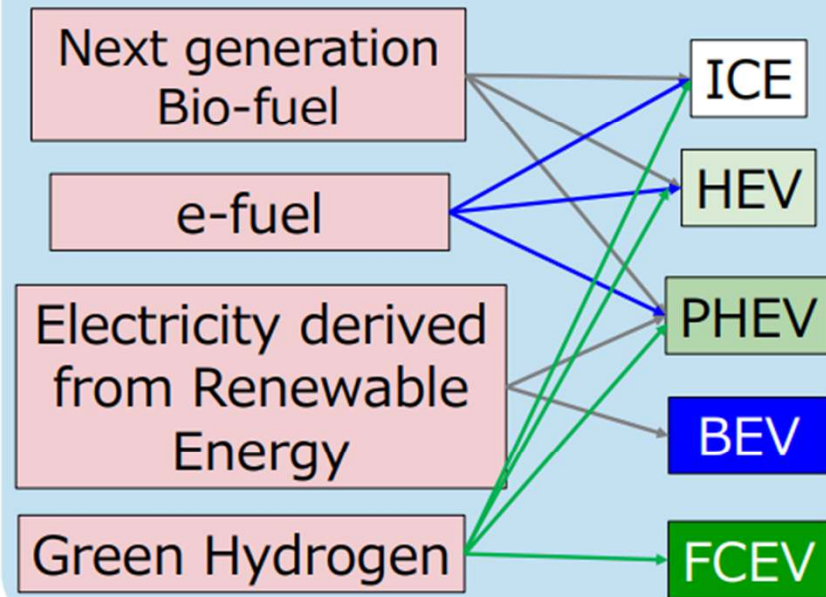 Next generation
Bio-fuel
e-fuel
Electricity derived
from Renewable
Energy
Green Hydrogen
ICE
HEV
PHEV
BEV
FCEV